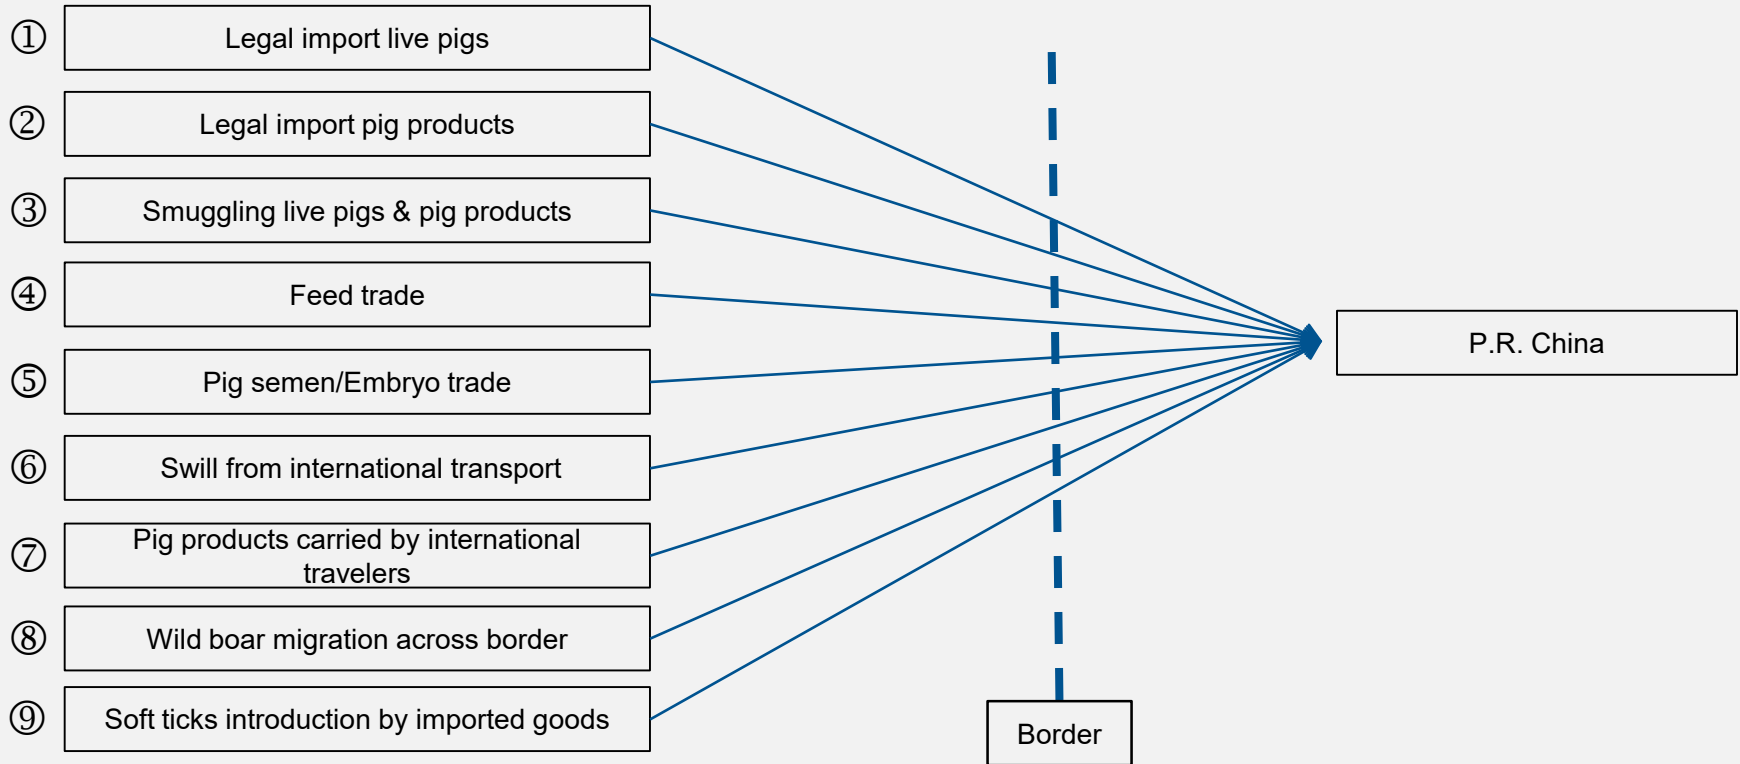 ① Legal import live pigs
② Legal import pig products
③ Smuggling live pigs & pig products
④ Feed trade
P.R. China
⑤ Pig semen/Embryo trade
⑥ Swill from international transport
⑦ Pig products carried by international
travelers
⑧ Wild boar migration across border
⑨ Soft ticks introduction by imported goods
Border